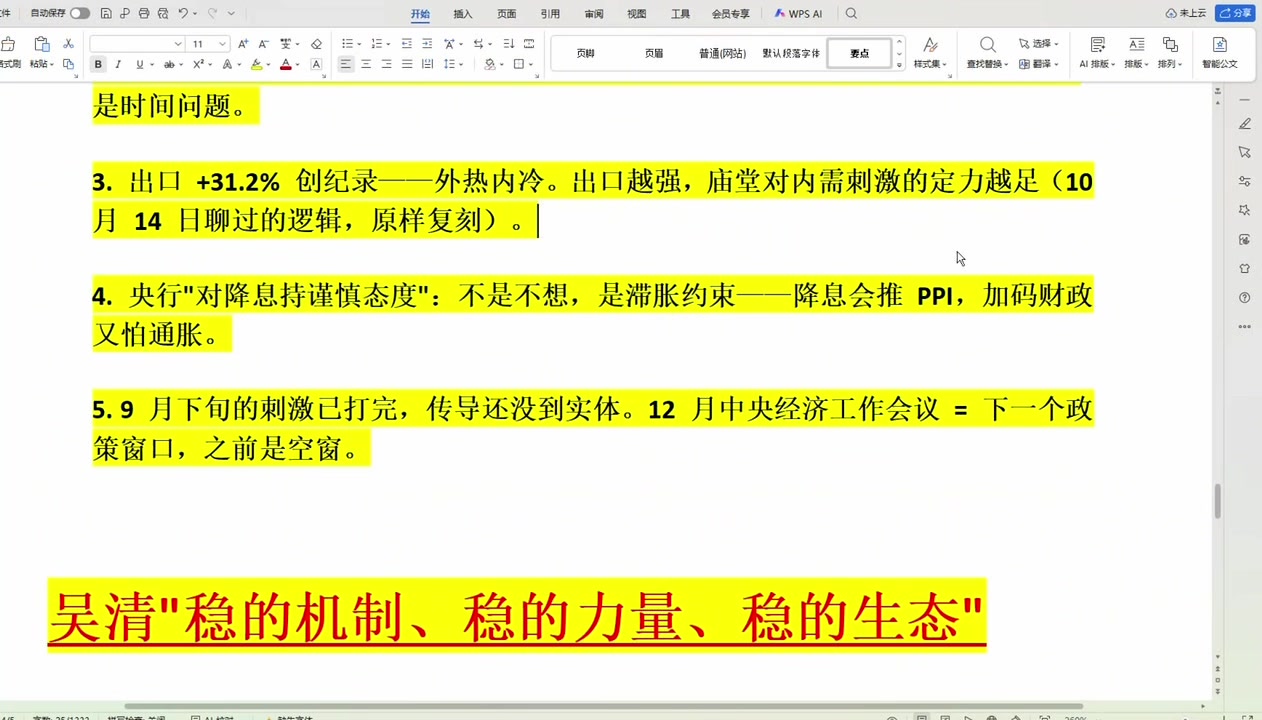 文件
自动保存
开始
插入
页面
引用
审阅
视图
工具
会员专享
WPS AI
未上云
分享
格式刷
粘贴
11
B I U
页脚
页眉
普通(网站)
默认段落字体
要点
样式集
查找替换
选择
翻译
AI 排版
排版
排列
智能公文
是时间问题。
3. 出口 +31.2% 创纪录——外热内冷。出口越强，庙堂对内需刺激的定力越足（10
月 14 日聊过的逻辑，原样复刻）。
4. 央行"对降息持谨慎态度"：不是不想，是滞胀约束——降息会推 PPI，加码财政
又怕通胀。
5. 9 月下旬的刺激已打完，传导还没到实体。12 月中央经济工作会议 = 下一个政
策窗口，之前是空窗。
吴清"稳的机制、稳的力量、稳的生态"